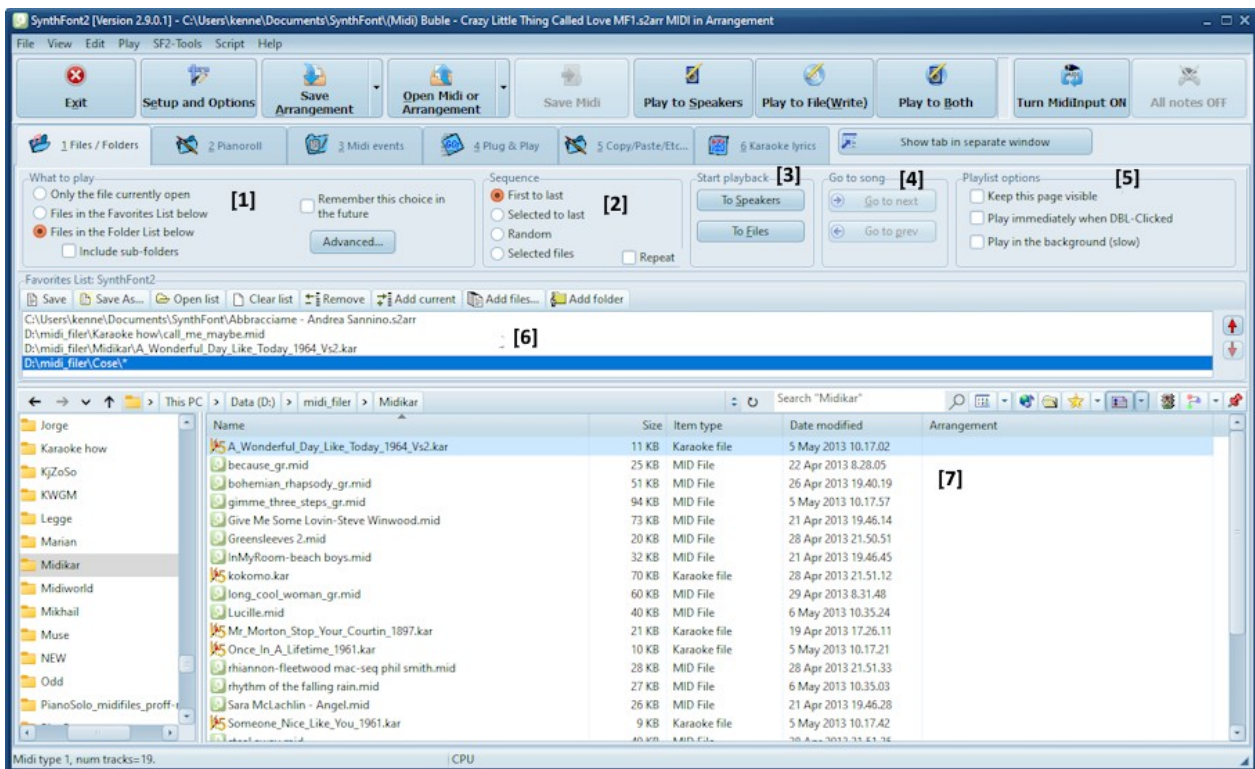 SynthFont2 [Version 2.9.0.1] - C:\Users\kenne\Documents\SynthFont\(Midi) Buble - Crazy Little Thing Called Love MF1.s2arr MIDI in Arrangement
File View Edit Play SF2-Tools Script Help
Exit
Setup and Options
Save Arrangement
Open Midi or Arrangement
Save Midi
Play to Speakers
Play to File(Write)
Play to Both
Turn MidiInput ON
All notes OFF
1 Files / Folders
2 Pianoroll
3 Midi events
4 Plug & Play
5 Copy/Paste/Etc...
6 Karaoke lyrics
Show tab in separate window
What to play
Only the file currently open
Files in the Favorites List below
Files in the Folder List below
Include sub-folders
[1]
Remember this choice in
the future
Advanced...
Sequence
First to last
Selected to last
Random
Selected files
[2]
Repeat
Start playback [3]
To Speakers
To Files
Go to song [4]
Go to next
Go to prev
Playlist options [5]
Keep this page visible
Play immediately when DBL-Clicked
Play in the background (slow)
Favorites List: SynthFont2
Save Save As... Open list Clear list Remove Add current Add files... Add folder
C:\Users\kenne\Documents\SynthFont\Abbracciame - Andrea Sannino.s2arr
D:\midi_filer\Karaoke how\call_me_maybe.mid
D:\midi_filer\Midikar\A_Wonderful_Day_Like_Today_1964_Vs2.kar
D:\midi_filer\Cose\*
[6]
This PC > Data (D:) > midi_filer > Midikar
Search "Midikar"
Jorge
Karaoke how
KjZoSo
KWGM
Legge
Marian
Midikar
Midiworld
Mikhail
Muse
NEW
Odd
PianoSolo_midifiles_proff-
Name Size Item type Date modified Arrangement
A_Wonderful_Day_Like_Today_1964_Vs2.kar 11 KB Karaoke file 5 May 2013 10.17.02
because_gr.mid 25 KB MID File 22 Apr 2013 8.28.05
bohemian_rhapsody_gr.mid 51 KB MID File 26 Apr 2013 19.40.19
gimme_three_steps_gr.mid 94 KB MID File 5 May 2013 10.17.57
Give Me Some Lovin-Steve Winwood.mid 73 KB MID File 21 Apr 2013 19.46.14
Greensleeves 2.mid 20 KB MID File 28 Apr 2013 21.50.51
InMyRoom-beach boys.mid 32 KB MID File 21 Apr 2013 19.46.45
kokomo.kar 70 KB Karaoke file 28 Apr 2013 21.51.12
long_cool_woman_gr.mid 60 KB MID File 29 Apr 2013 8.31.48
Lucille.mid 40 KB MID File 6 May 2013 10.35.24
Mr_Morton_Stop_Your_Courtin_1897.kar 21 KB Karaoke file 19 Apr 2013 17.26.11
Once_In_A_Lifetime_1961.kar 10 KB Karaoke file 5 May 2013 10.17.21
rhiannon-fleetwood mac-seq phil smith.mid 28 KB MID File 28 Apr 2013 21.51.33
rhythm of the falling rain.mid 27 KB MID File 6 May 2013 10.35.03
Sara McLachlin - Angel.mid 26 KB MID File 21 Apr 2013 19.46.28
Someone_Nice_Like_You_1961.kar 9 KB Karaoke file 5 May 2013 10.17.42
[7]
Midi type 1, num tracks=19.
CPU